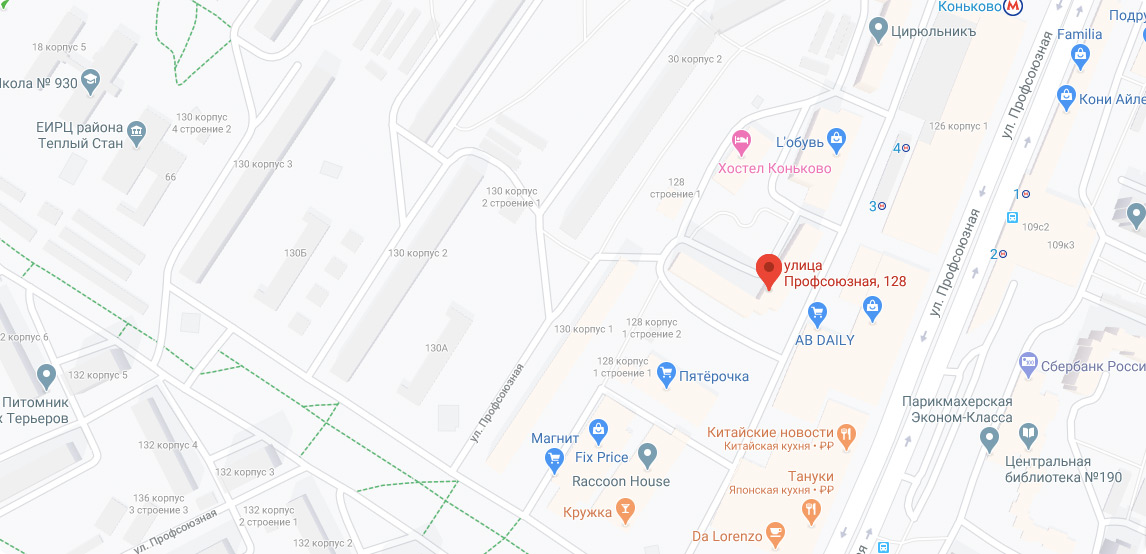 Коньково
Подру
Цирюльникъ
Familia
18 корпус 5
30 корпус 2
ул. Профсоюзная
кола № 930
Кони Айле
130 корпус
4 строение 2
126 корпус 1
ЕИРЦ района
Теплый Стан
L'обувь
4
Хостел Коньково
130 корпус 3
66
128
строение 1
130 корпус
2 строение 1
1
3
109с2
109к3
2
130Б
130 корпус 2
улица
Профсоюзная, 128
ул. Профсоюзная
130 корпус 1
128 корпус
1 строение 2
AB DAILY
2 корпус 6
130А
128 корпус
1 строение 1
Пятёрочка
Сбербанк Росси
132 корпус 5
Питомник
х Терьеров
ул. Профсоюзная
Парикмахерская
Эконом-Класса
132 корпус 4
Магнит
Fix Price
Китайские новости
Китайская кухня • ₽₽
Raccoon House
Центральная
библиотека №190
132 корпус 3
Тануки
Японская кухня • ₽₽
136 корпус
3 строение 3
132 корпус
2 строение 1
Кружка
132 корпус 2
ул. Профсоюзная
Da Lorenzo
ая